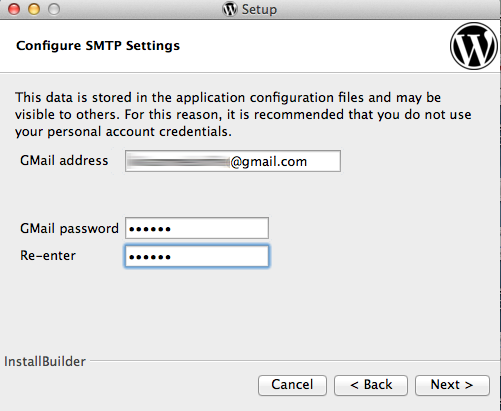 Setup
Configure SMTP Settings
This data is stored in the application configuration files and may be
visible to others. For this reason, it is recommended that you do not use
your personal account credentials.
GMail address @gmail.com
GMail password ••••••
Re-enter ••••••
InstallBuilder
Cancel < Back Next >